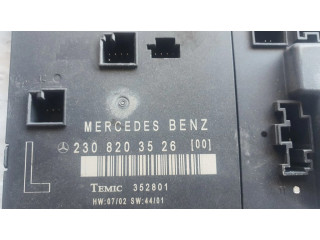 MERCEDES BENZ
230 820 35 26 [00]
L
TEMIC 352801
HW:07/02 SW:44/01